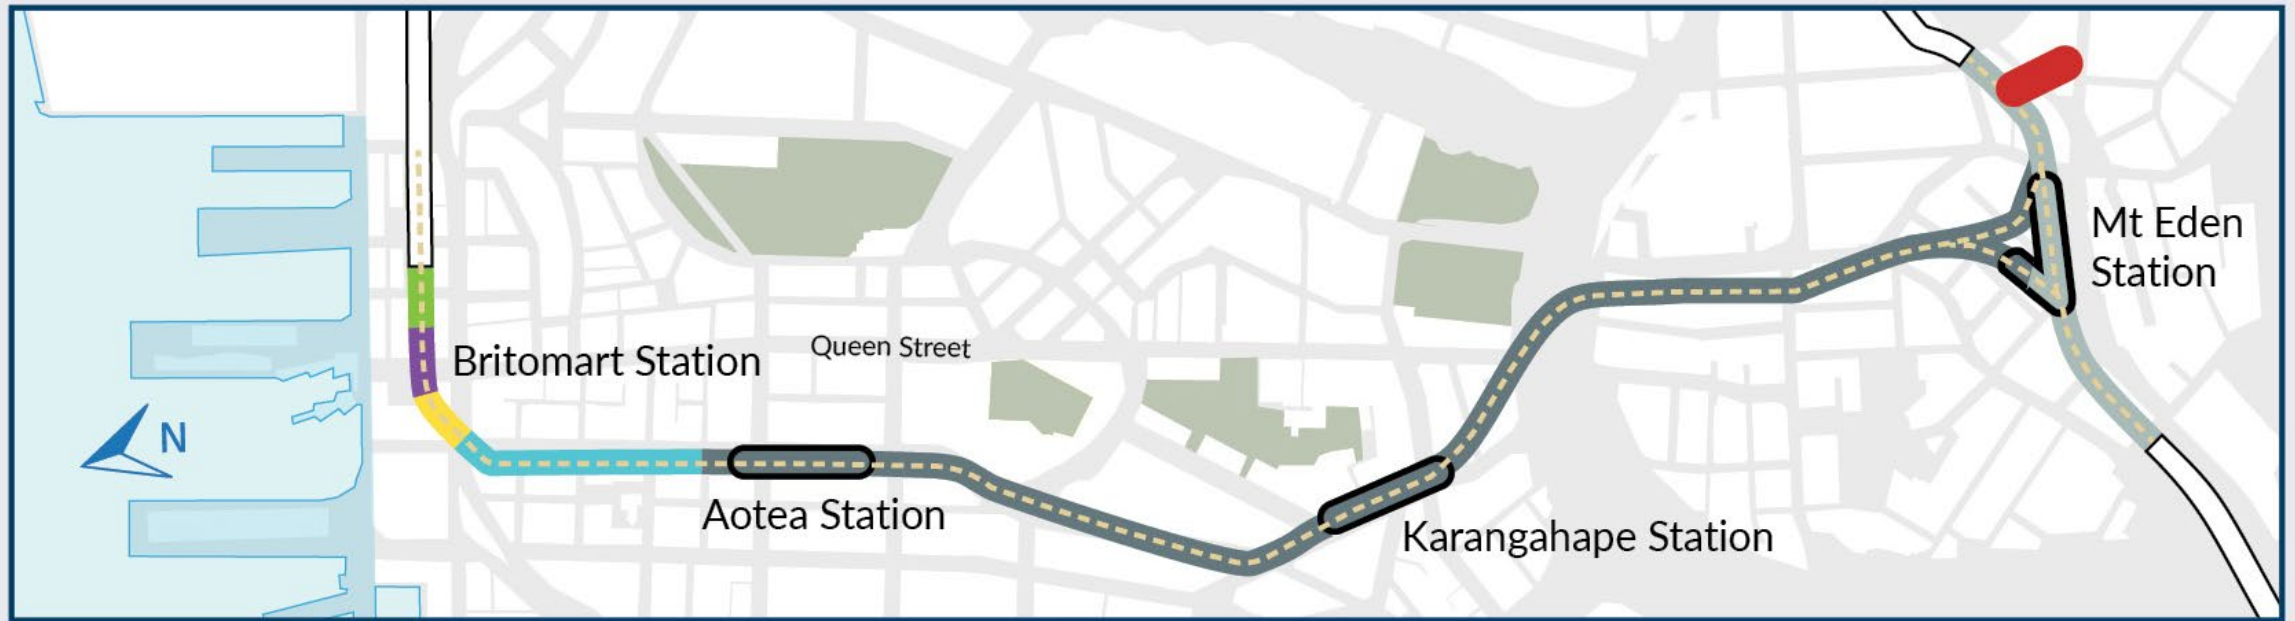 Mt Eden
Station
Britomart Station
Queen Street
N
Aotea Station
Karangahape Station